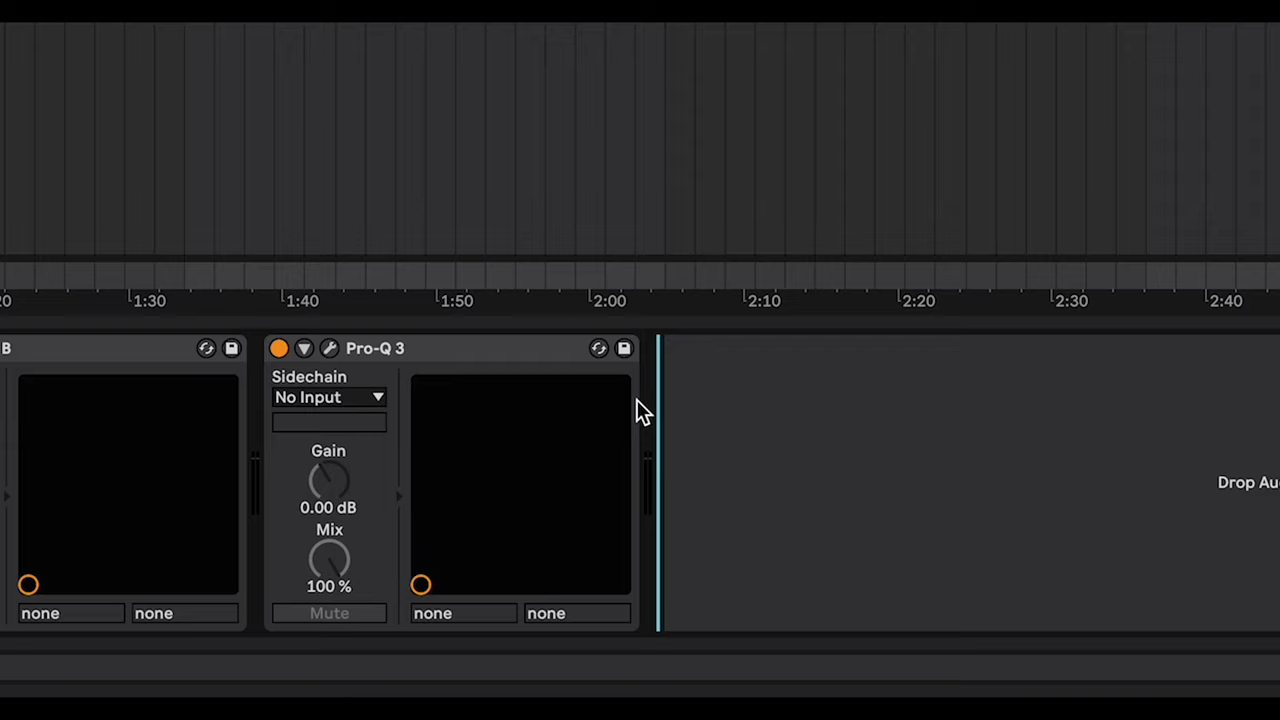 20 1:30 1:40 1:50 2:00 2:10 2:20 2:30 2:40
B
Pro-Q 3
Sidechain
No Input
Gain
0.00 dB
Mix
100 %
Mute
none none
none none
Drop Au